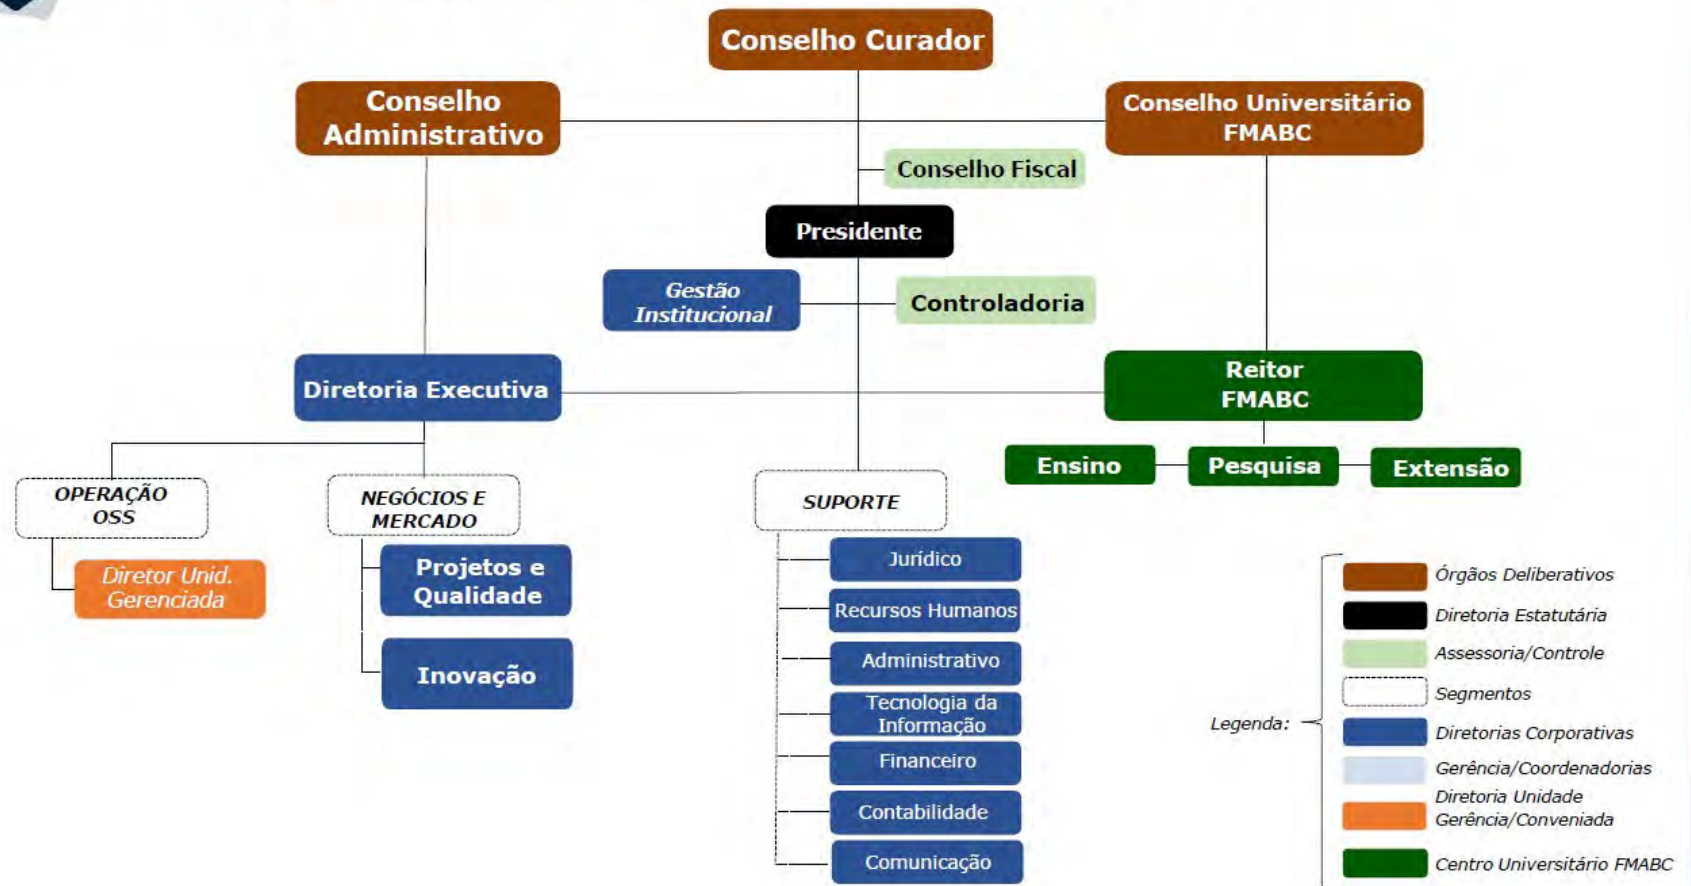 Conselho Curador
Conselho
Administrativo
Conselho Universitário
FMABC
Conselho Fiscal
Presidente
Gestão
Institucional
Controladoria
Diretoria Executiva
Reitor
FMABC
Ensino
Pesquisa
Extensão
OPERAÇÃO
OSS
NEGÓCIOS E
MERCADO
SUPORTE
Diretor Unid.
Gerenciada
Projetos e
Qualidade
Inovação
Jurídico
Recursos Humanos
Administrativo
Tecnologia da
Informação
Financeiro
Contabilidade
Comunicação
Legenda:
Órgãos Deliberativos
Diretoria Estatutária
Assessoria/Controle
Segmentos
Diretorias Corporativas
Gerência/Coordenadorias
Diretoria Unidade
Gerência/Conveniada
Centro Universitário FMABC